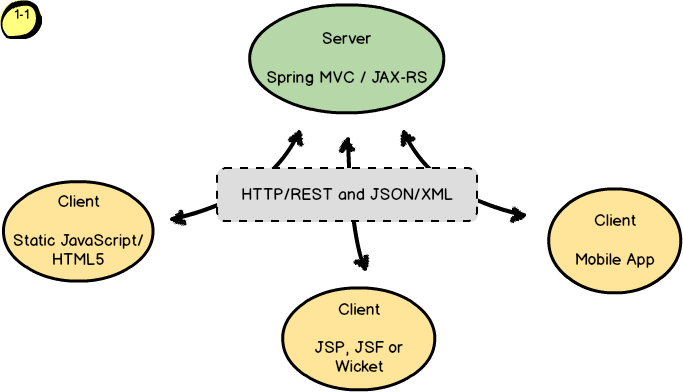 1-1
Server
Spring MVC / JAX-RS
HTTP/REST and JSON/XML
Client
Static JavaScript/
HTML5
Client
Mobile App
Client
JSP, JSF or
Wicket